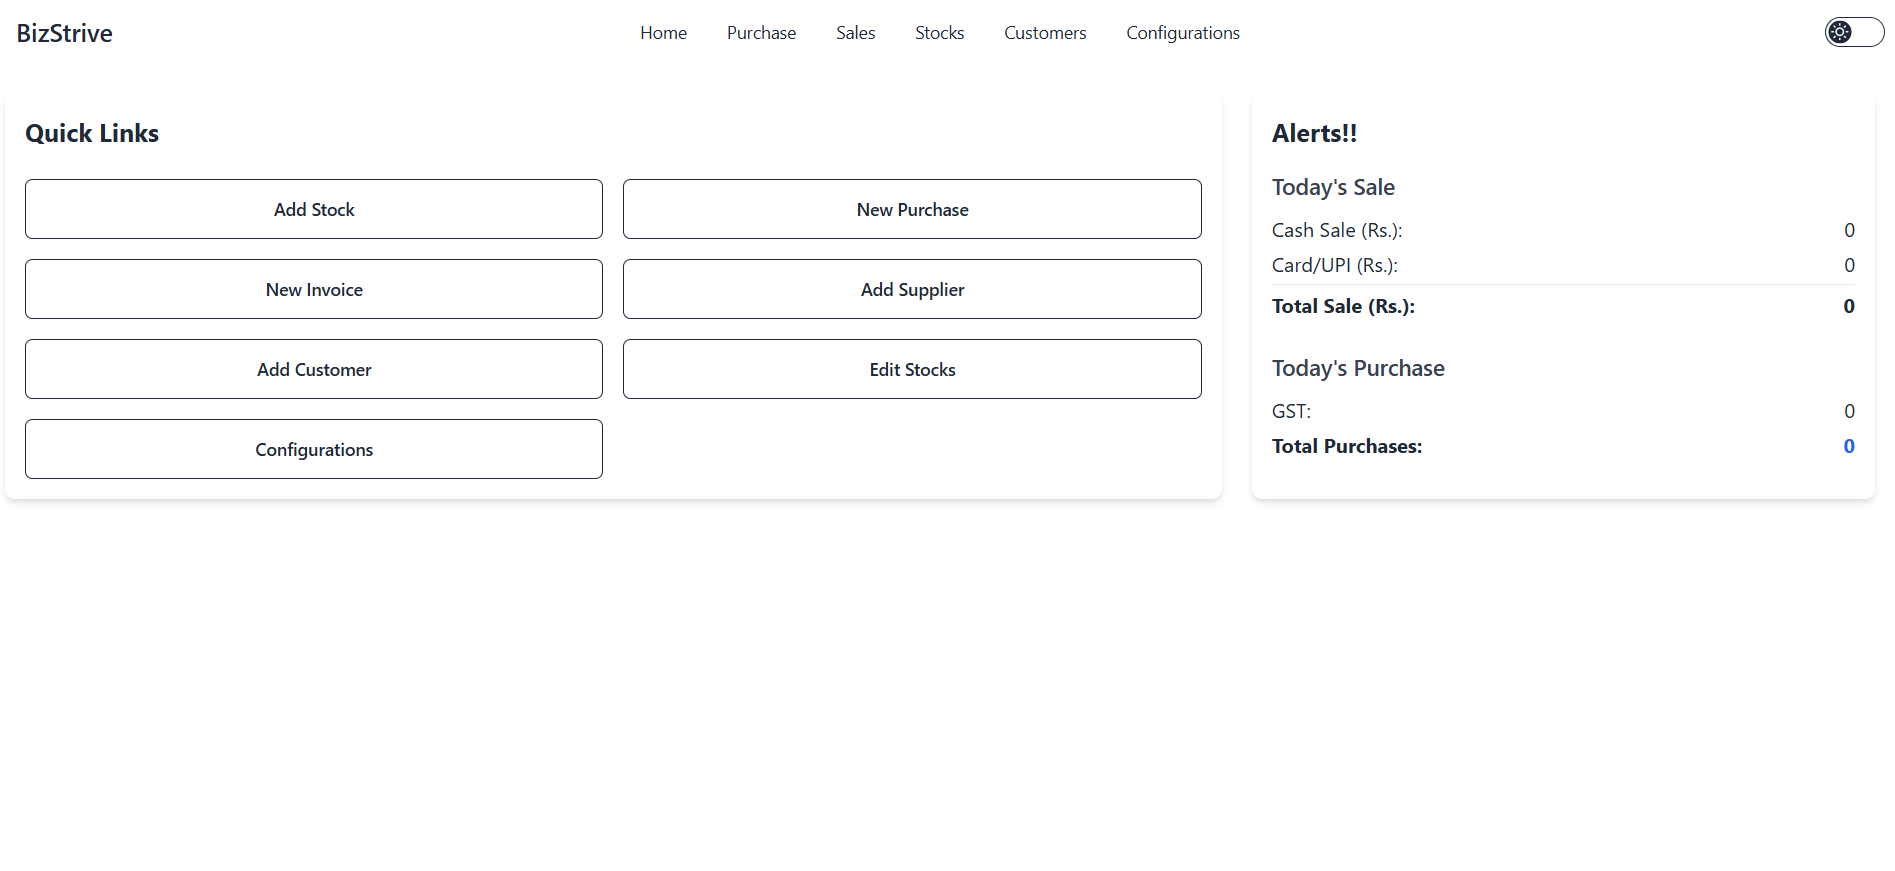 BizStrive
Home Purchase Sales Stocks Customers Configurations
Quick Links
Add Stock New Purchase
New Invoice Add Supplier
Add Customer Edit Stocks
Configurations
Alerts!!
Today's Sale
Cash Sale (Rs.): 0
Card/UPI (Rs.): 0
Total Sale (Rs.): 0
Today's Purchase
GST: 0
Total Purchases: 0